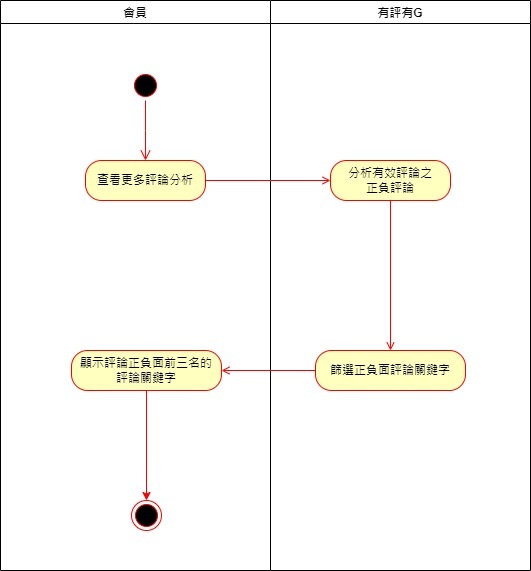 會員
有評有G
查看更多評論分析
分析有效評論之
正負評論
顯示評論正負面前三名的
評論關鍵字
篩選正負面評論關鍵字